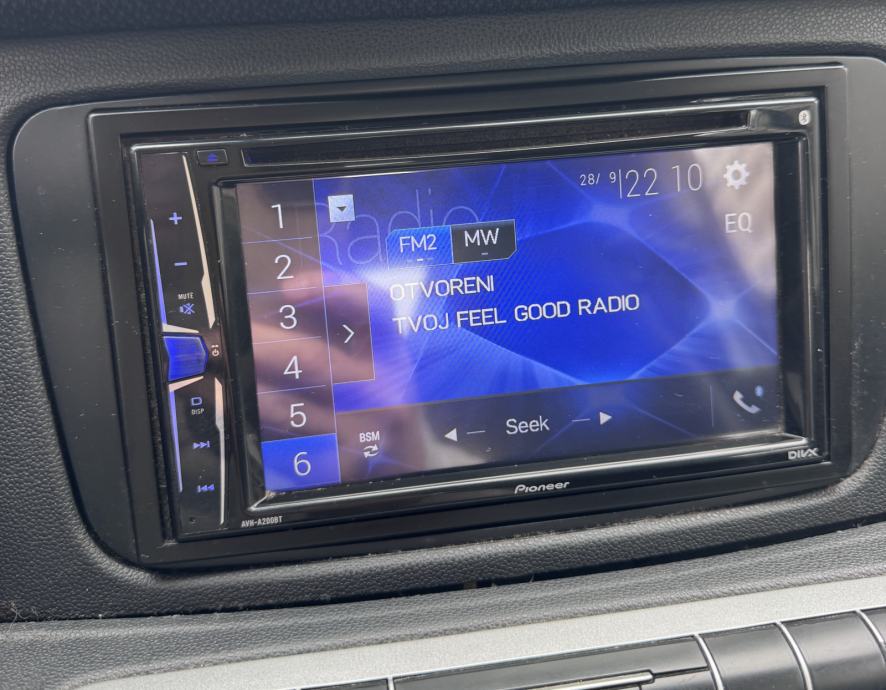 28/ 9 22 10
Radio
EQ
FM2 MW
OTVORENI
TVOJ FEEL GOOD RADIO
1
2
3
4
5
6
BSM
Seek
+
−
MUTE
DISP
Pioneer
DIVX
AVH-A200BT